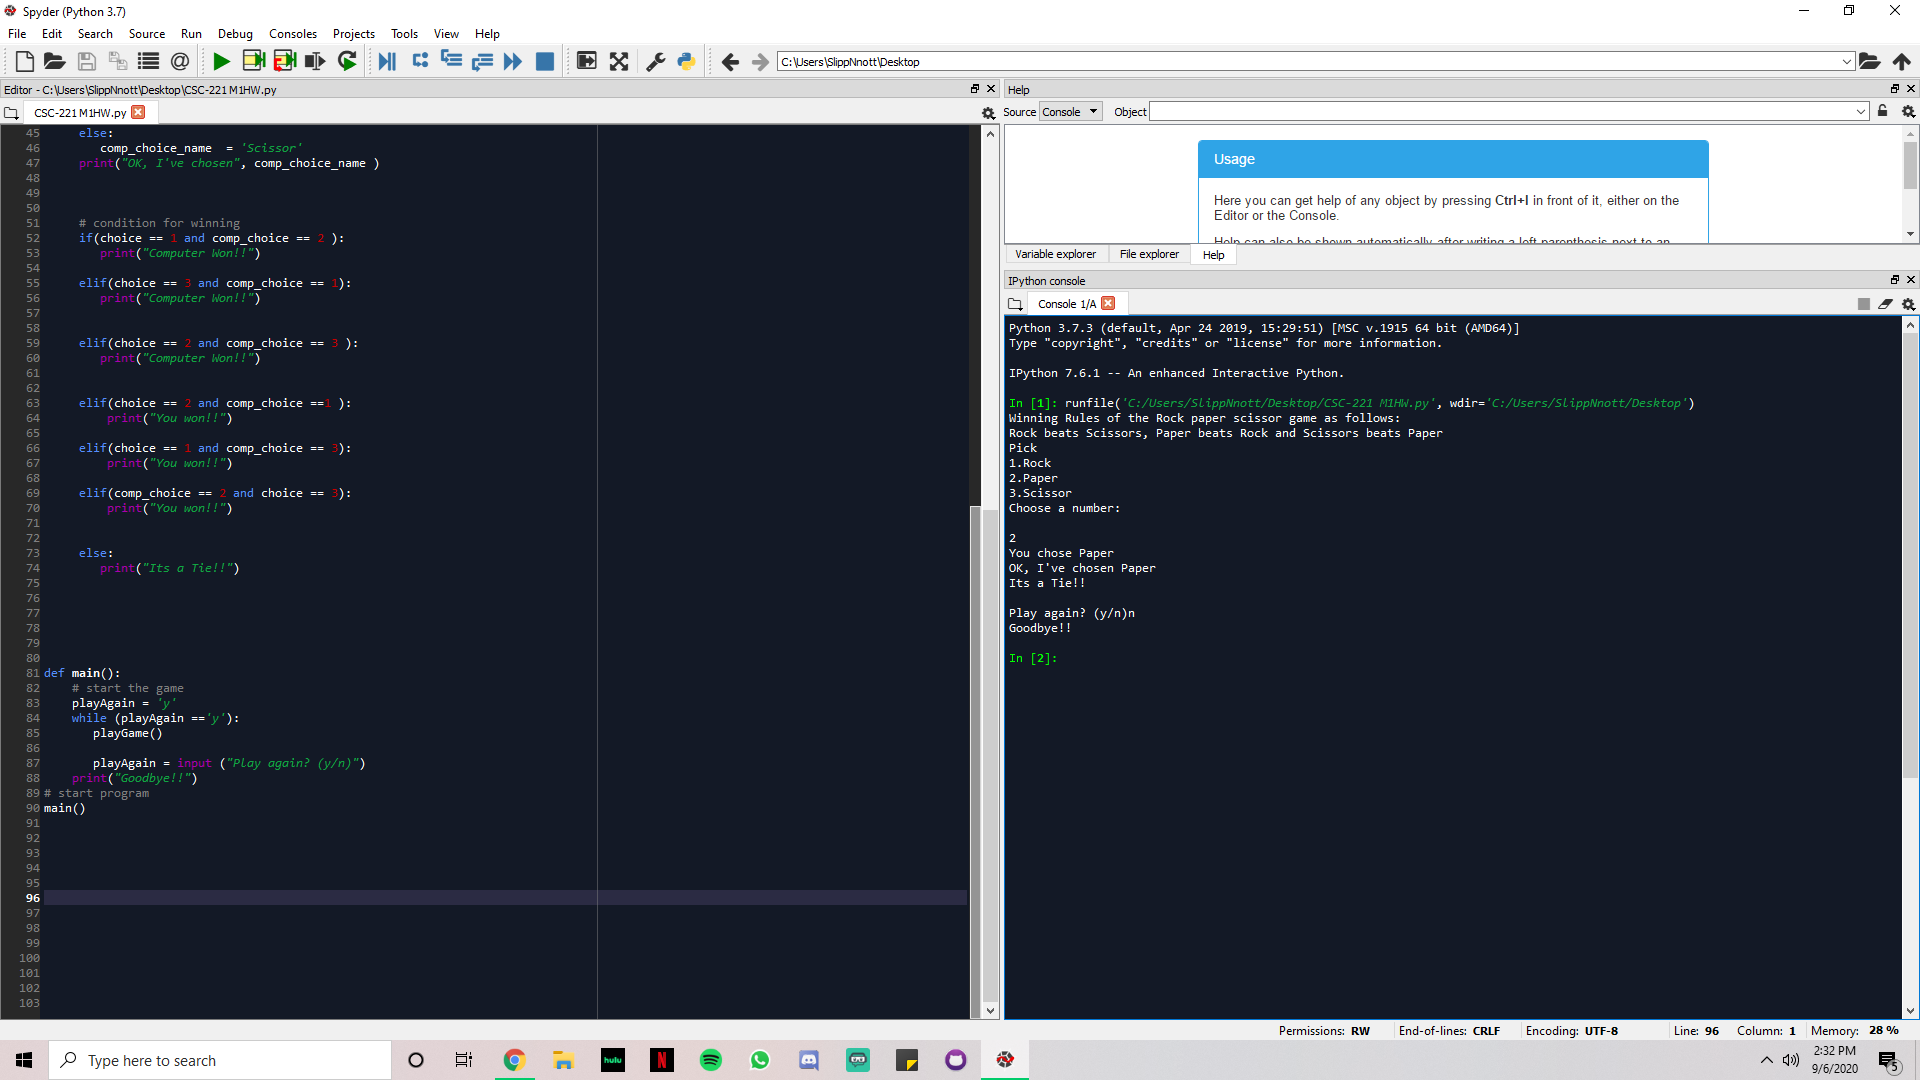 Spyder (Python 3.7)
File Edit Search Source Run Debug Consoles Projects Tools View Help
C:\Users\SlippNnott\Desktop
Editor - C:\Users\SlippNnott\Desktop\CSC-221 M1HW.py
CSC-221 M1HW.py
45 else:
46 comp_choice_name  = 'Scissor'
47 print("OK, I've chosen", comp_choice_name )
48
49
50
51 # condition for winning
52 if(choice == 1 and comp_choice == 2 ):
53 print("Computer Won!!")
54
55 elif(choice == 3 and comp_choice == 1):
56 print("Computer Won!!")
57
58
59 elif(choice == 2 and comp_choice == 3 ):
60 print("Computer Won!!")
61
62
63 elif(choice == 2 and comp_choice ==1 ):
64 print("You won!!")
65
66 elif(choice == 1 and comp_choice == 3):
67 print("You won!!")
68
69 elif(comp_choice == 2 and choice == 3):
70 print("You won!!")
71
72
73 else:
74 print("Its a Tie!!")
75
76
77
78
79
80
81 def main():
82 # start the game
83 playAgain = 'y'
84 while (playAgain =='y'):
85 playGame()
86
87 playAgain = input ("Play again? (y/n)")
88 print("Goodbye!!")
89 # start program
90 main()
91
92
93
94
95
96
97
98
99
100
101
102
103
Help
Source Console Object
Usage
Here you can get help of any object by pressing Ctrl+I in front of it, either on the
Editor or the Console.
Help can also be shown automatically after writing a left parenthesis next to an
Variable explorer File explorer Help
IPython console
Console 1/A
Python 3.7.3 (default, Apr 24 2019, 15:29:51) [MSC v.1915 64 bit (AMD64)]
Type "copyright", "credits" or "license" for more information.
IPython 7.6.1 -- An enhanced Interactive Python.
In [1]: runfile('C:/Users/SlippNnott/Desktop/CSC-221 M1HW.py', wdir='C:/Users/SlippNnott/Desktop')
Winning Rules of the Rock paper scissor game as follows:
Rock beats Scissors, Paper beats Rock and Scissors beats Paper
Pick
1.Rock
2.Paper
3.Scissor
Choose a number:
2
You chose Paper
OK, I've chosen Paper
Its a Tie!!
Play again? (y/n)n
Goodbye!!
In [2]:
Permissions: RW End-of-lines: CRLF Encoding: UTF-8 Line: 96 Column: 1 Memory: 28 %
Type here to search
hulu
N
2:32 PM
9/6/2020
5